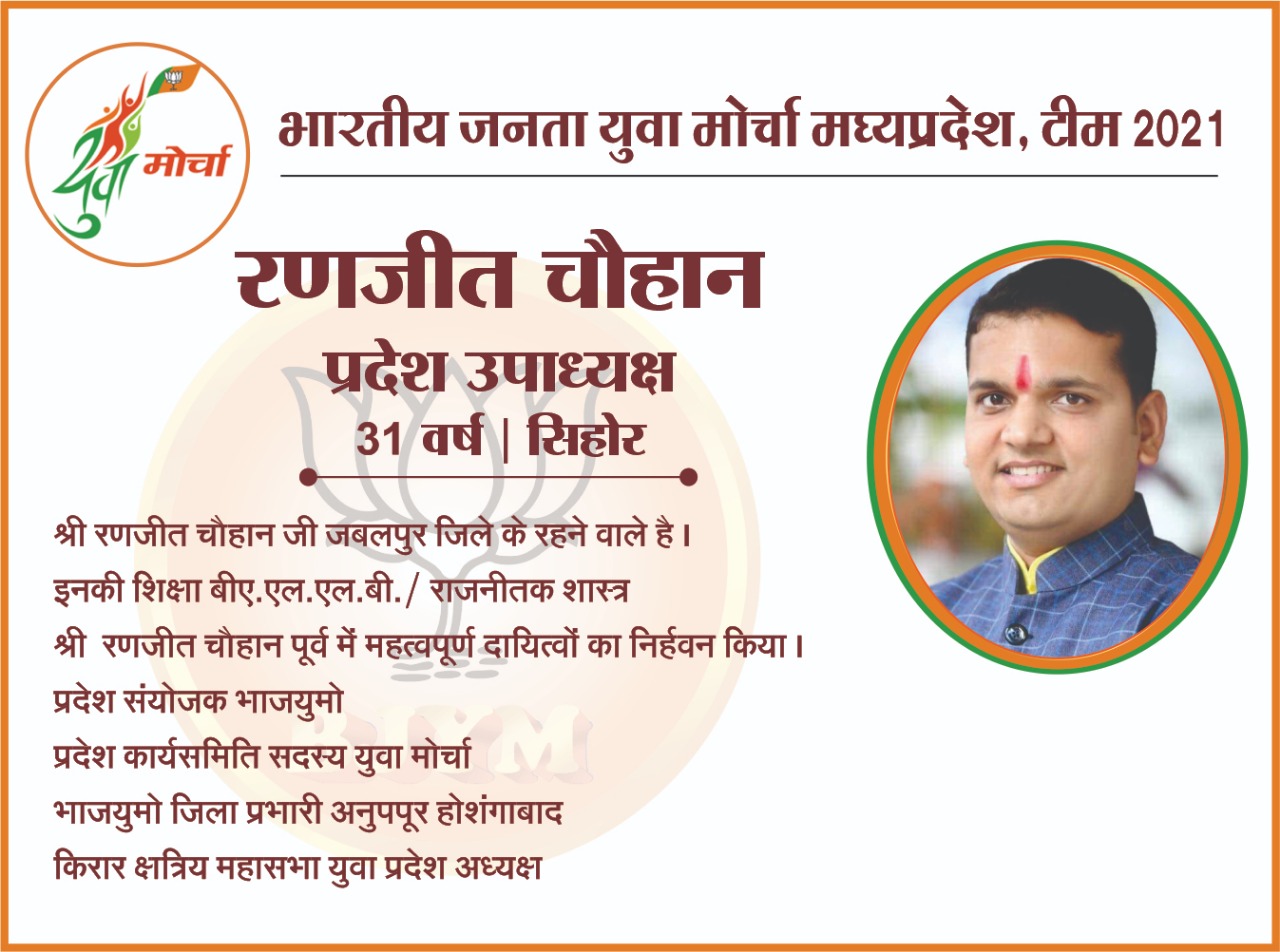 युवा मोर्चा
भारतीय जनता युवा मोर्चा मघ्यप्रदेश, टीम 2021
रणजीत चौहान
प्रदेश उपाध्यक्ष
31 वर्ष | सिहोर
श्री रणजीत चौहान जी जबलपुर जिले के रहने वाले है।
इनकी शिक्षा बीए.एल.एल.बी./ राजनीतक शास्त्र
श्री रणजीत चौहान पूर्व में महत्वपूर्ण दायित्वों का निर्हवन किया।
प्रदेश संयोजक भाजयुमो
प्रदेश कार्यसमिति सदस्य युवा मोर्चा
भाजयुमो जिला प्रभारी अनुपपूर होशंगाबाद
किरार क्षत्रिय महासभा युवा प्रदेश अध्यक्ष
BJYM